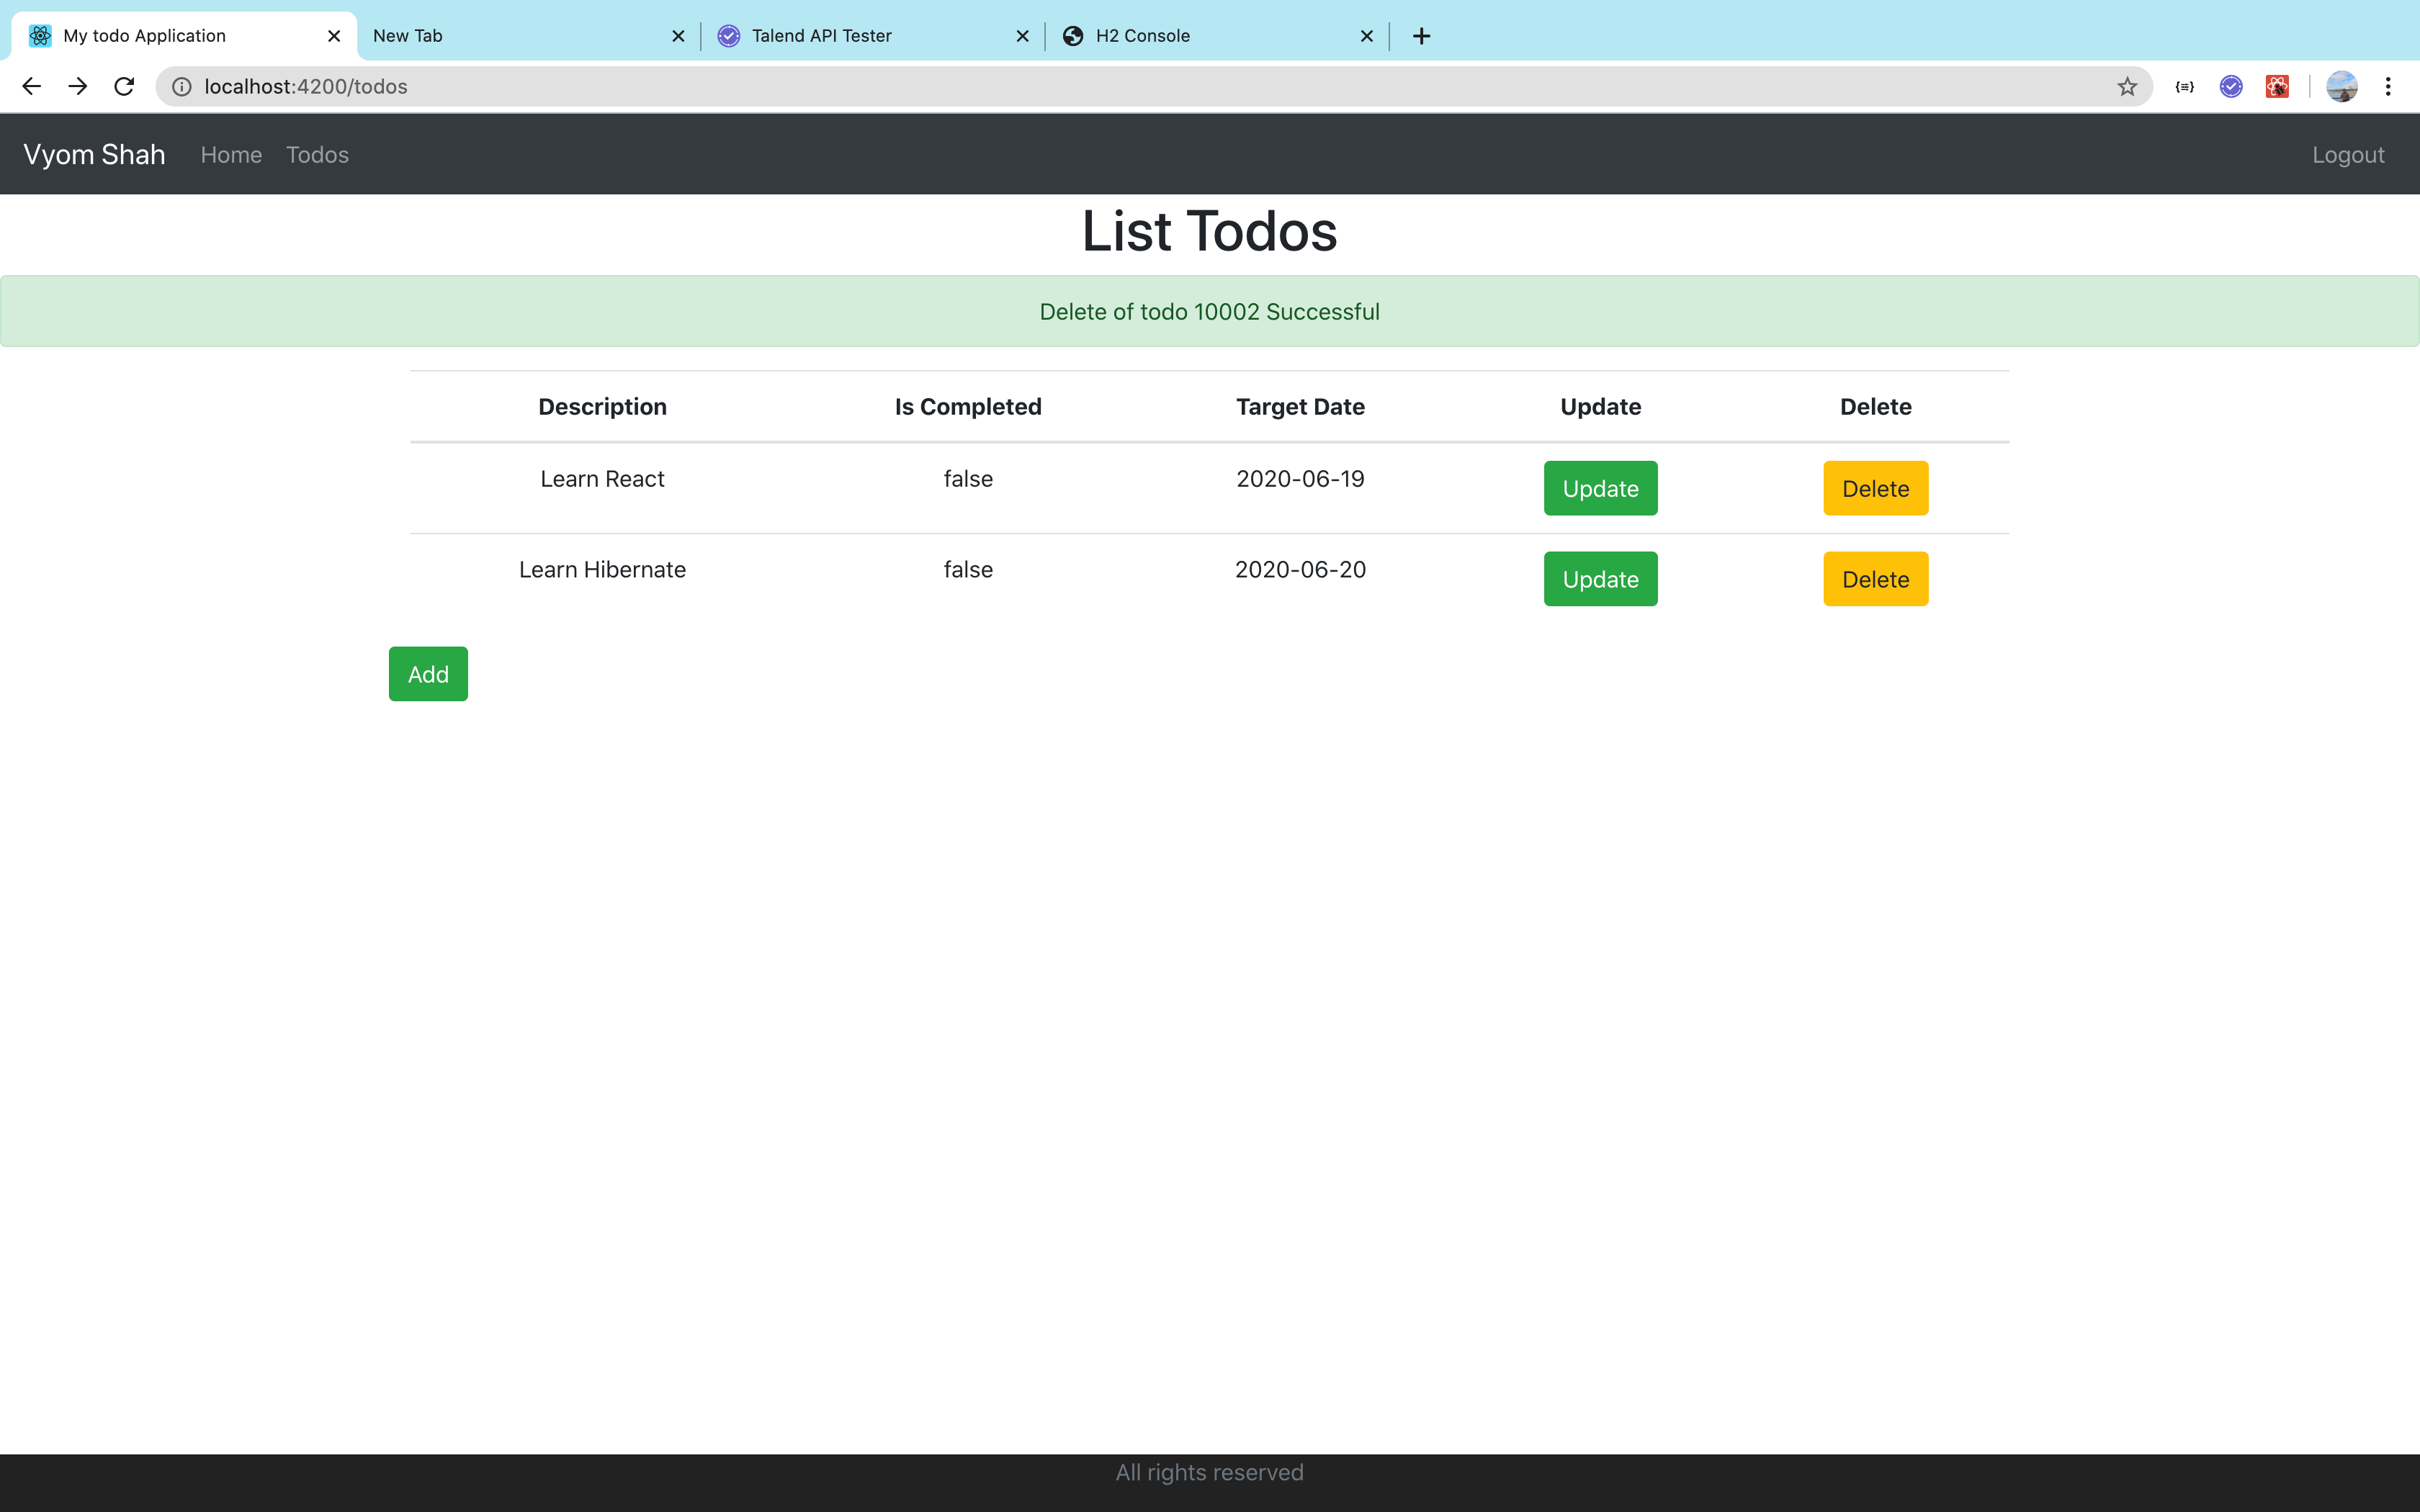 My todo Application New Tab Talend API Tester H2 Console
localhost:4200/todos
Vyom Shah Home Todos Logout
List Todos
Delete of todo 10002 Successful
Description Is Completed Target Date Update Delete
Learn React false 2020-06-19 Update Delete
Learn Hibernate false 2020-06-20 Update Delete
Add
All rights reserved